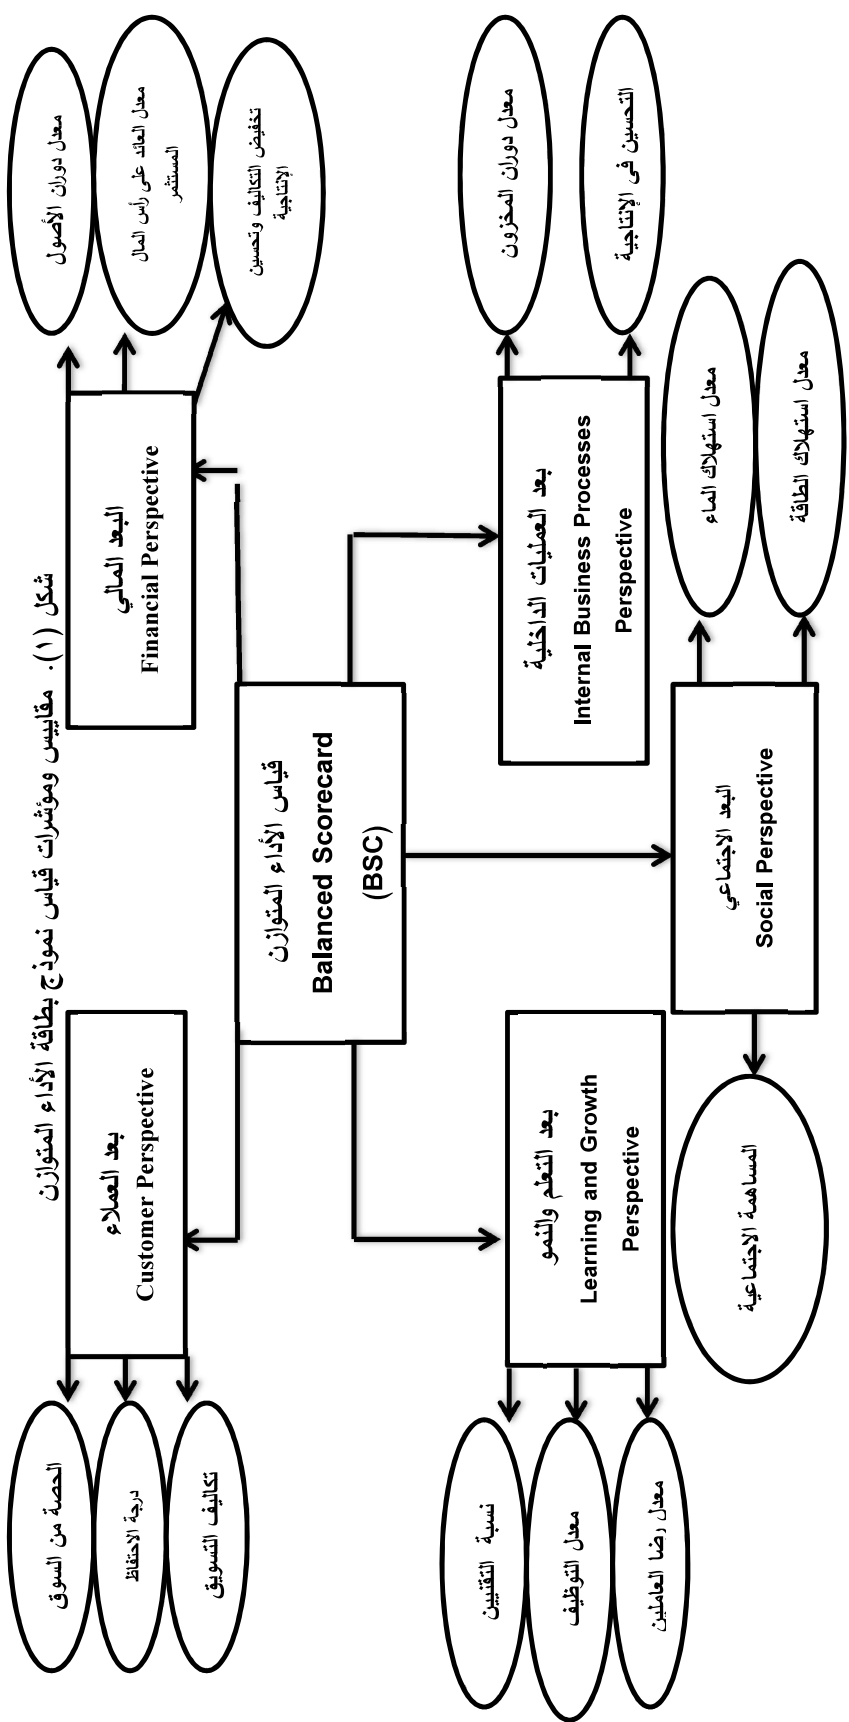 شكل (١). مقاييس ومؤشرات قياس نموذج بطاقة الأداء المتوازن
الحصة من السوق
درجة الاحتفاظ
تكاليف التسويق
بعد العملاء
Customer Perspective
البعد المالي
Financial Perspective
معدل دوران الأصول
معدل العائد على رأس المال
المستثمر
تخفيض التكاليف وتحسين
الإنتاجية
قياس الأداء المتوازن
Balanced Scorecard
(BSC)
نسبة التقنيين
معدل التوظيف
معدل رضا العاملين
بعد التعلم والنمو
Learning and Growth
Perspective
بعد العمليات الداخلية
Internal Business Processes
Perspective
معدل دوران المخزون
التحسين فى الإنتاجية
المساهمة الاجتماعية
البعد الاجتماعي
Social Perspective
معدل استهلاك الماء
معدل استهلاك الطاقة